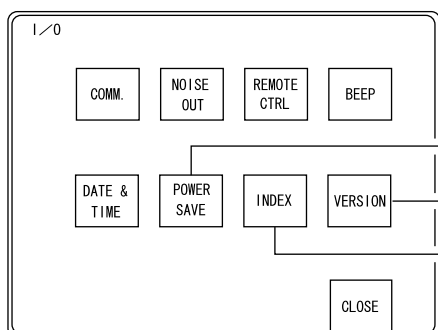 I/O
COMM.
NOISE
OUT
REMOTE
CTRL
BEEP
DATE &
TIME
POWER
SAVE
INDEX
VERSION
CLOSE